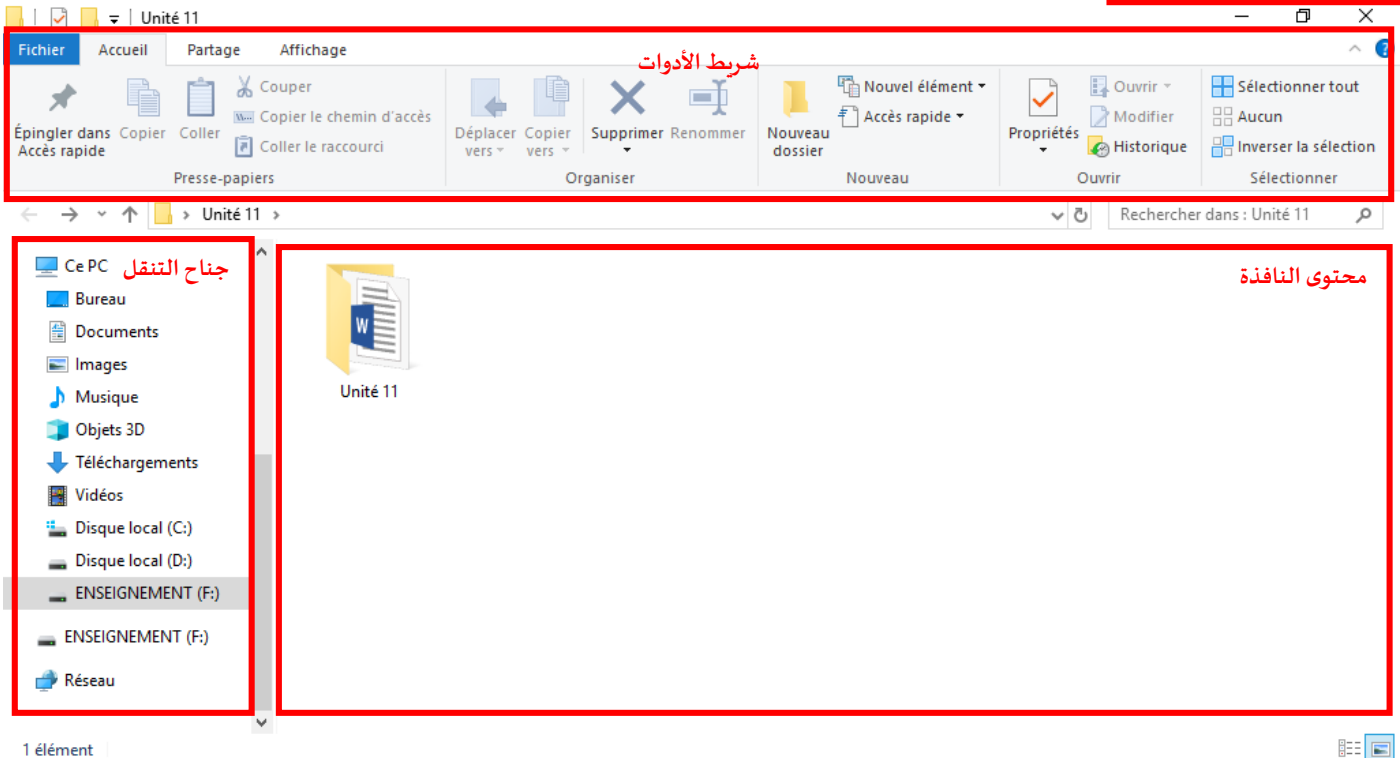 Unité 11
Fichier Accueil Partage Affichage
شريط الأدوات
Épingler dans Accès rapide
Copier
Coller
Couper
Copier le chemin d'accès
Coller le raccourci
Presse-papiers
Déplacer vers
Copier vers
Supprimer
Renommer
Organiser
Nouveau dossier
Nouvel élément
Accès rapide
Nouveau
Propriétés
Ouvrir
Modifier
Historique
Ouvrir
Sélectionner tout
Aucun
Inverser la sélection
Sélectionner
Unité 11
Rechercher dans : Unité 11
جناح التنقل
Ce PC
Bureau
Documents
Images
Musique
Objets 3D
Téléchargements
Vidéos
Disque local (C:)
Disque local (D:)
ENSEIGNEMENT (F:)
ENSEIGNEMENT (F:)
Réseau
محتوى النافذة
W
Unité 11
1 élément